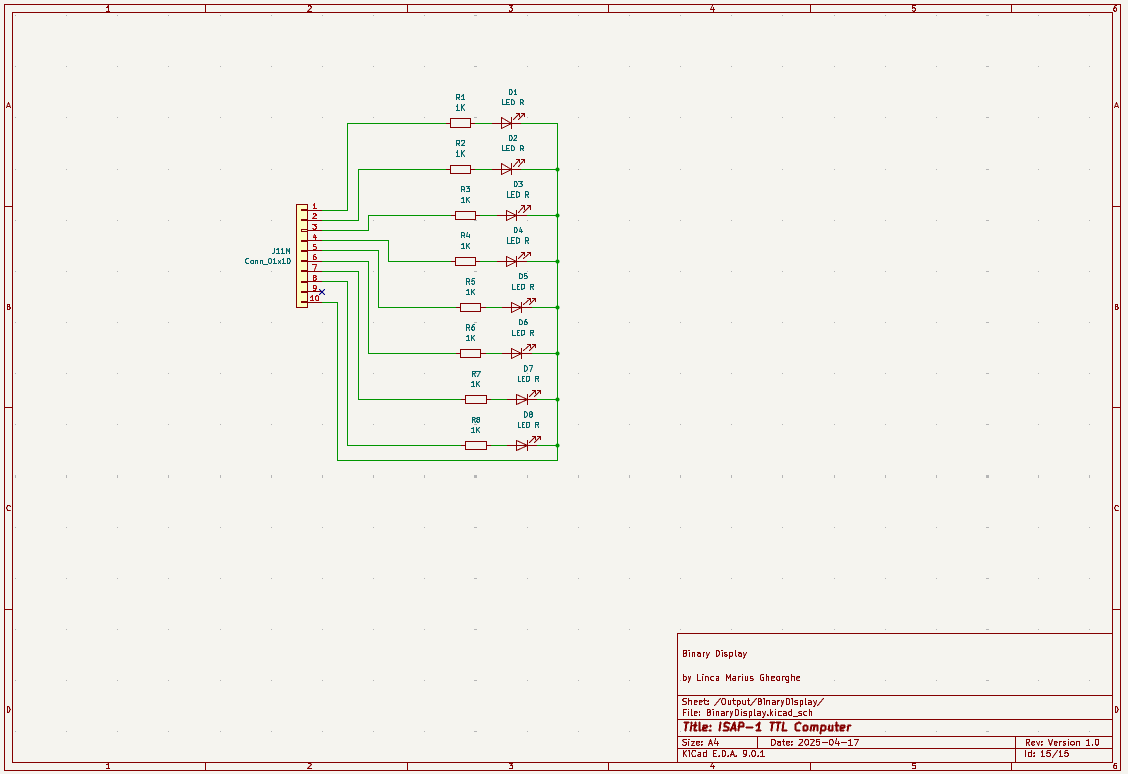 1 2 3 4 5 6
A A
R1
1K
D1
LED R
R2
1K
D2
LED R
R3
1K
D3
LED R
1
2
3
4
5
6
7
8
9
10
J11N
Conn_01x10
R4
1K
D4
LED R
R5
1K
D5
LED R
B B
R6
1K
D6
LED R
R7
1K
D7
LED R
R8
1K
D8
LED R
C C
Binary Display
by Linca Marius Gheorghe
Sheet: /Output/BinaryDisplay/
File: BinaryDisplay.kicad_sch
D D
Title: ISAP-1 TTL Computer
Size: A4 Date: 2025-04-17 Rev: Version 1.0
KiCad E.D.A. 9.0.1 Id: 15/15
1 2 3 4 5 6